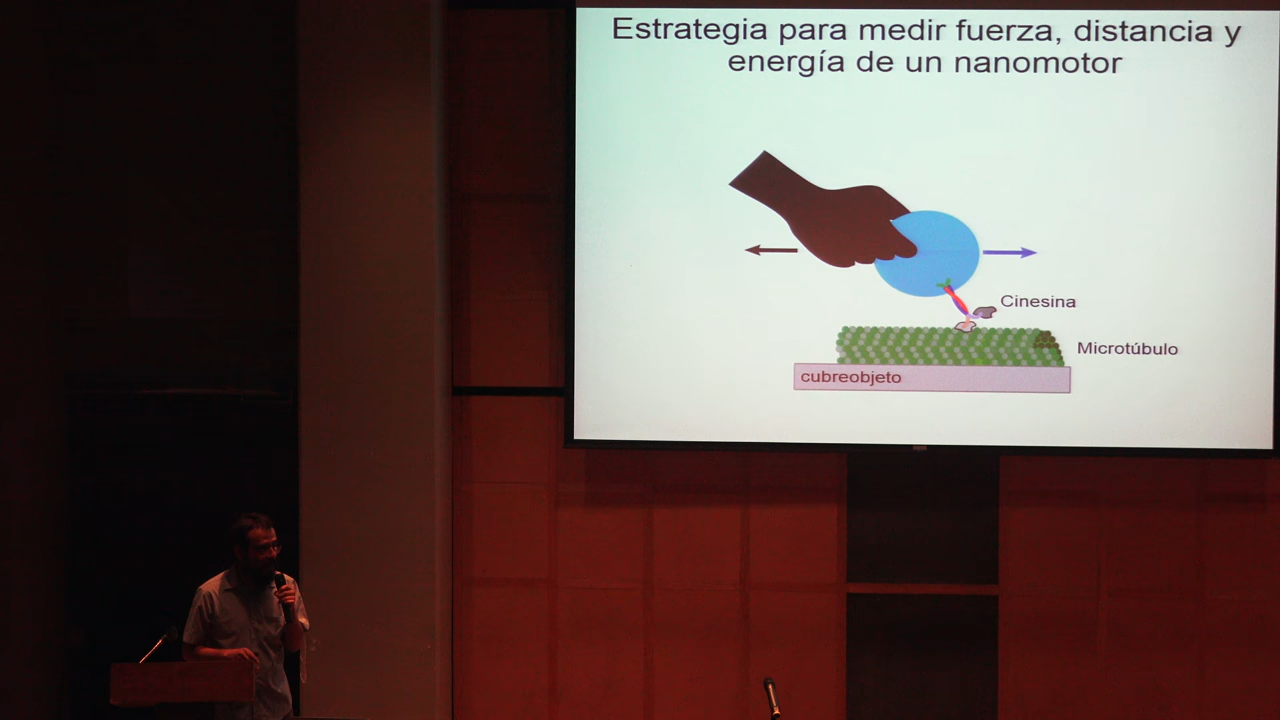 Estrategia para medir fuerza, distancia y
energía de un nanomotor
Cinesina
Microtúbulo
cubreobjeto